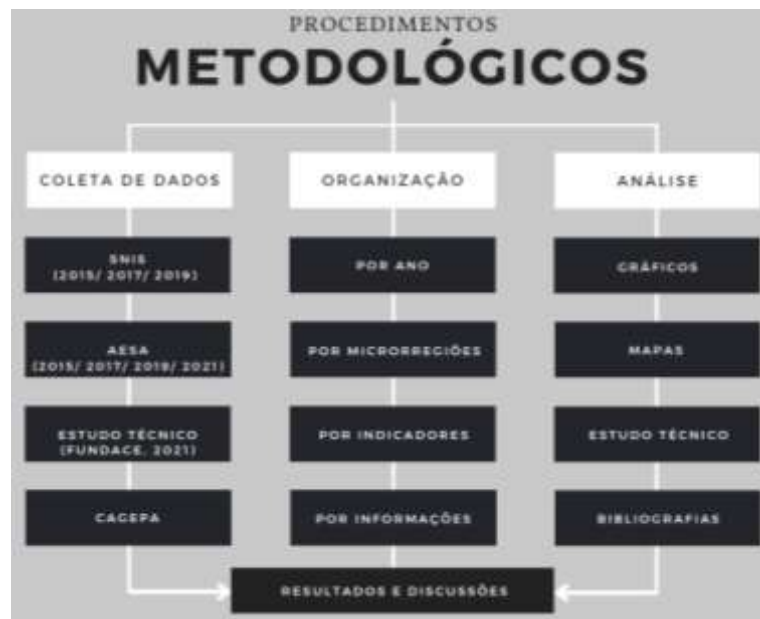 PROCEDIMENTOS
METODOLÓGICOS
COLETA DE DADOS
SNIS
(2015/ 2017/ 2019)
AESA
(2015/ 2017/ 2019/ 2021)
ESTUDO TÉCNICO
(FUNDACE, 2021)
CAGEPA
ORGANIZAÇÃO
POR ANO
POR MICRORREGIÕES
POR INDICADORES
POR INFORMAÇÕES
ANÁLISE
GRÁFICOS
MAPAS
ESTUDO TÉCNICO
BIBLIOGRAFIAS
RESULTADOS E DISCUSSÕES